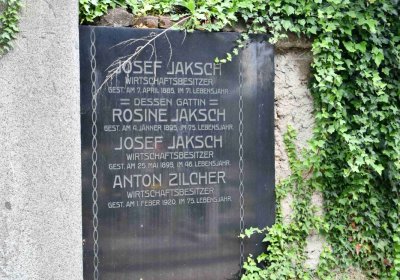 JOSEF JAKSCH
WIRTSCHAFTSBESITZER
GEST. AM 7. APRIL 1885, IM 71. LEBENSJAHR.
= DESSEN GATTIN =
ROSINE JAKSCH
GEST. AM 4. JÄNNER 1895, IM 75. LEBENSJAHR.
JOSEF JAKSCH
WIRTSCHAFTSBESITZER
GEST. AM 25. MAI 1895, IM 46. LEBENSJAHR.
ANTON ZILCHER
WIRTSCHAFTSBESITZER
GEST. AM 1. FEBER 1920, IM 75. LEBENSJAHR.